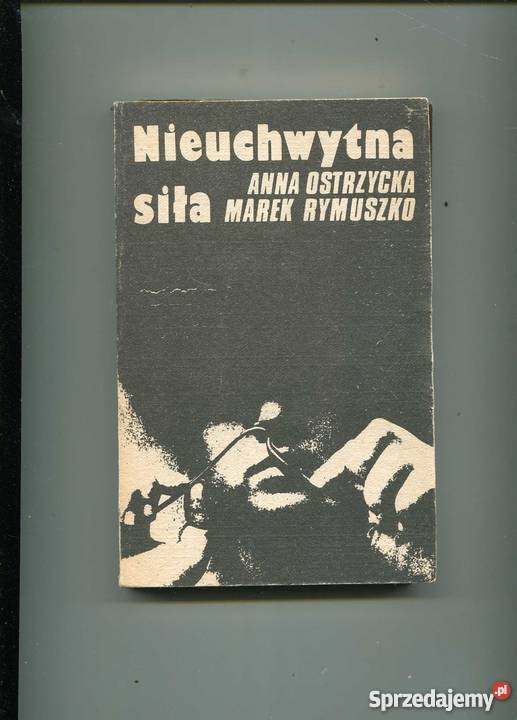 Nieuchwytna
siła
ANNA OSTRZYCKA
MAREK RYMUSZKO
Sprzedajemy.pl